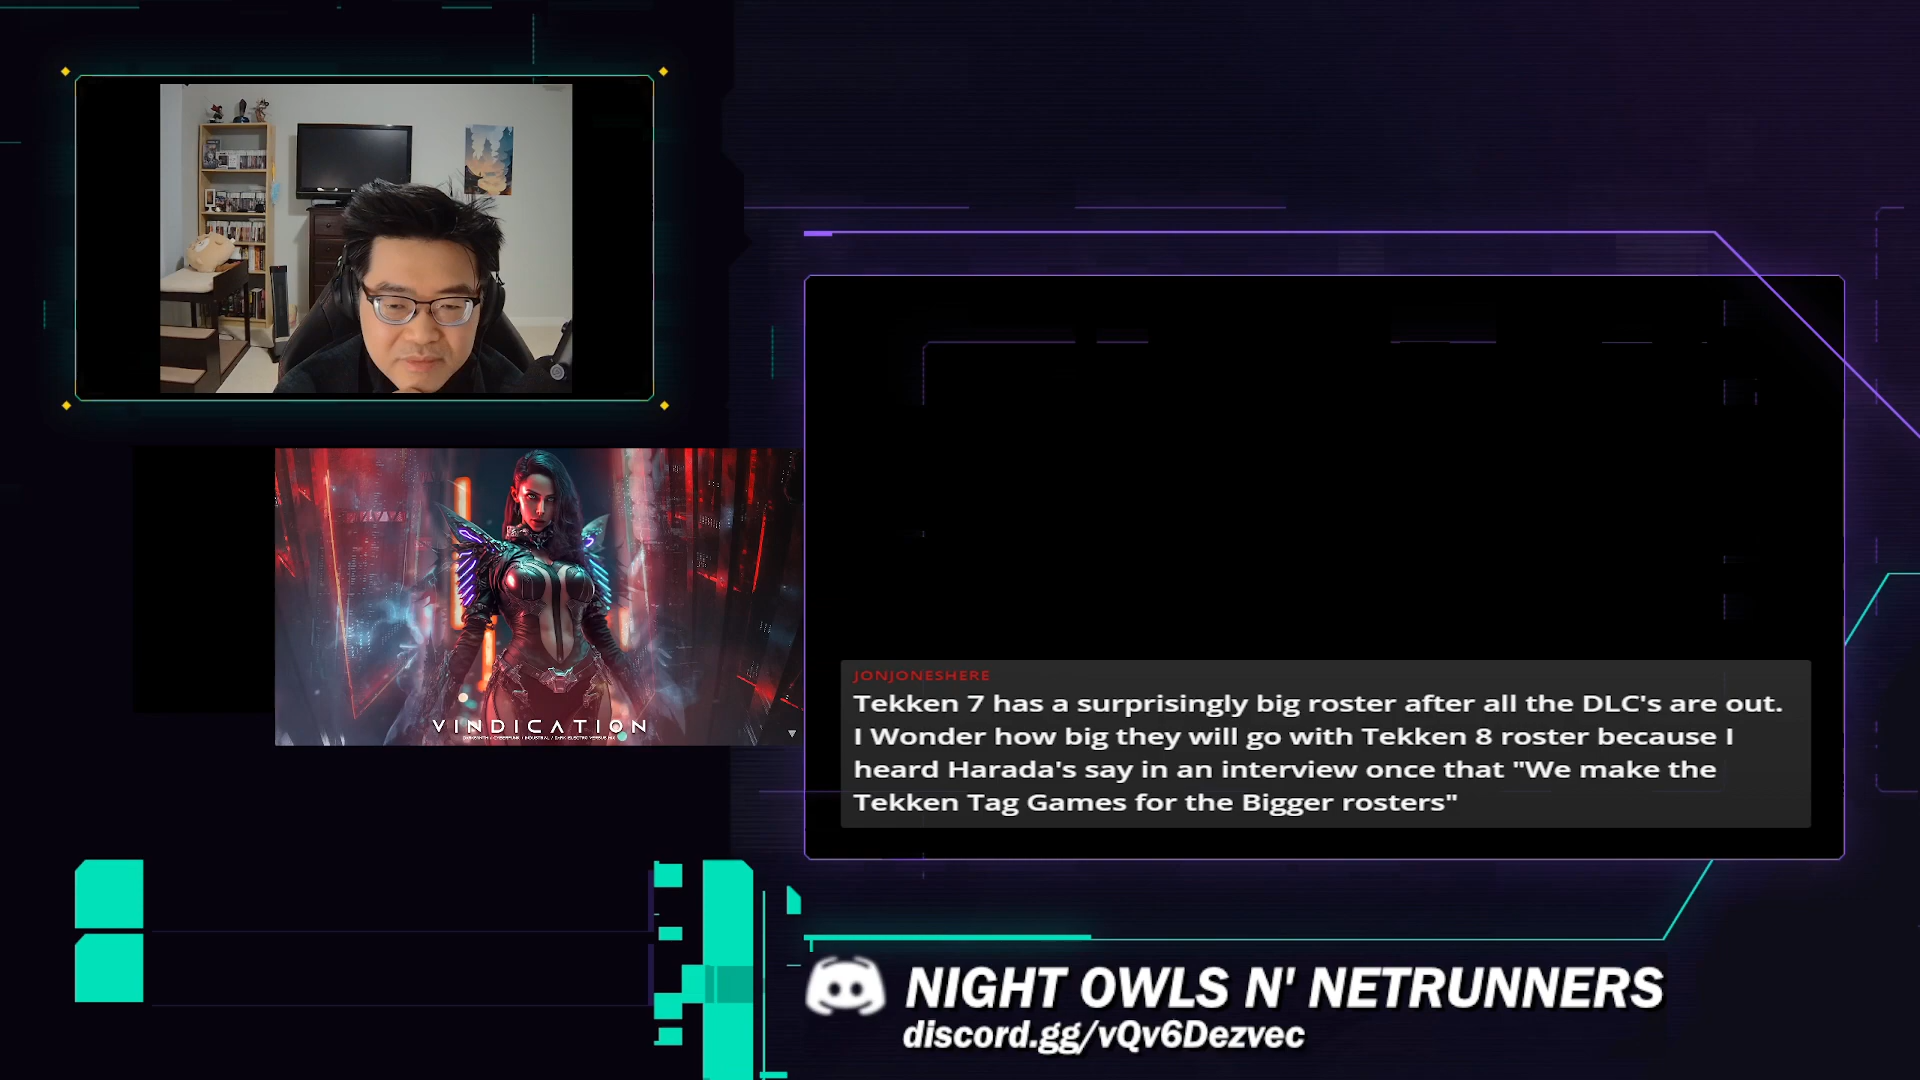 VINDICATION
JONJONESHERE
Tekken 7 has a surprisingly big roster after all the DLC's are out.
I Wonder how big they will go with Tekken 8 roster because I
heard Harada's say in an interview once that "We make the
Tekken Tag Games for the Bigger rosters"
NIGHT OWLS N' NETRUNNERS
discord.gg/vQv6Dezvec